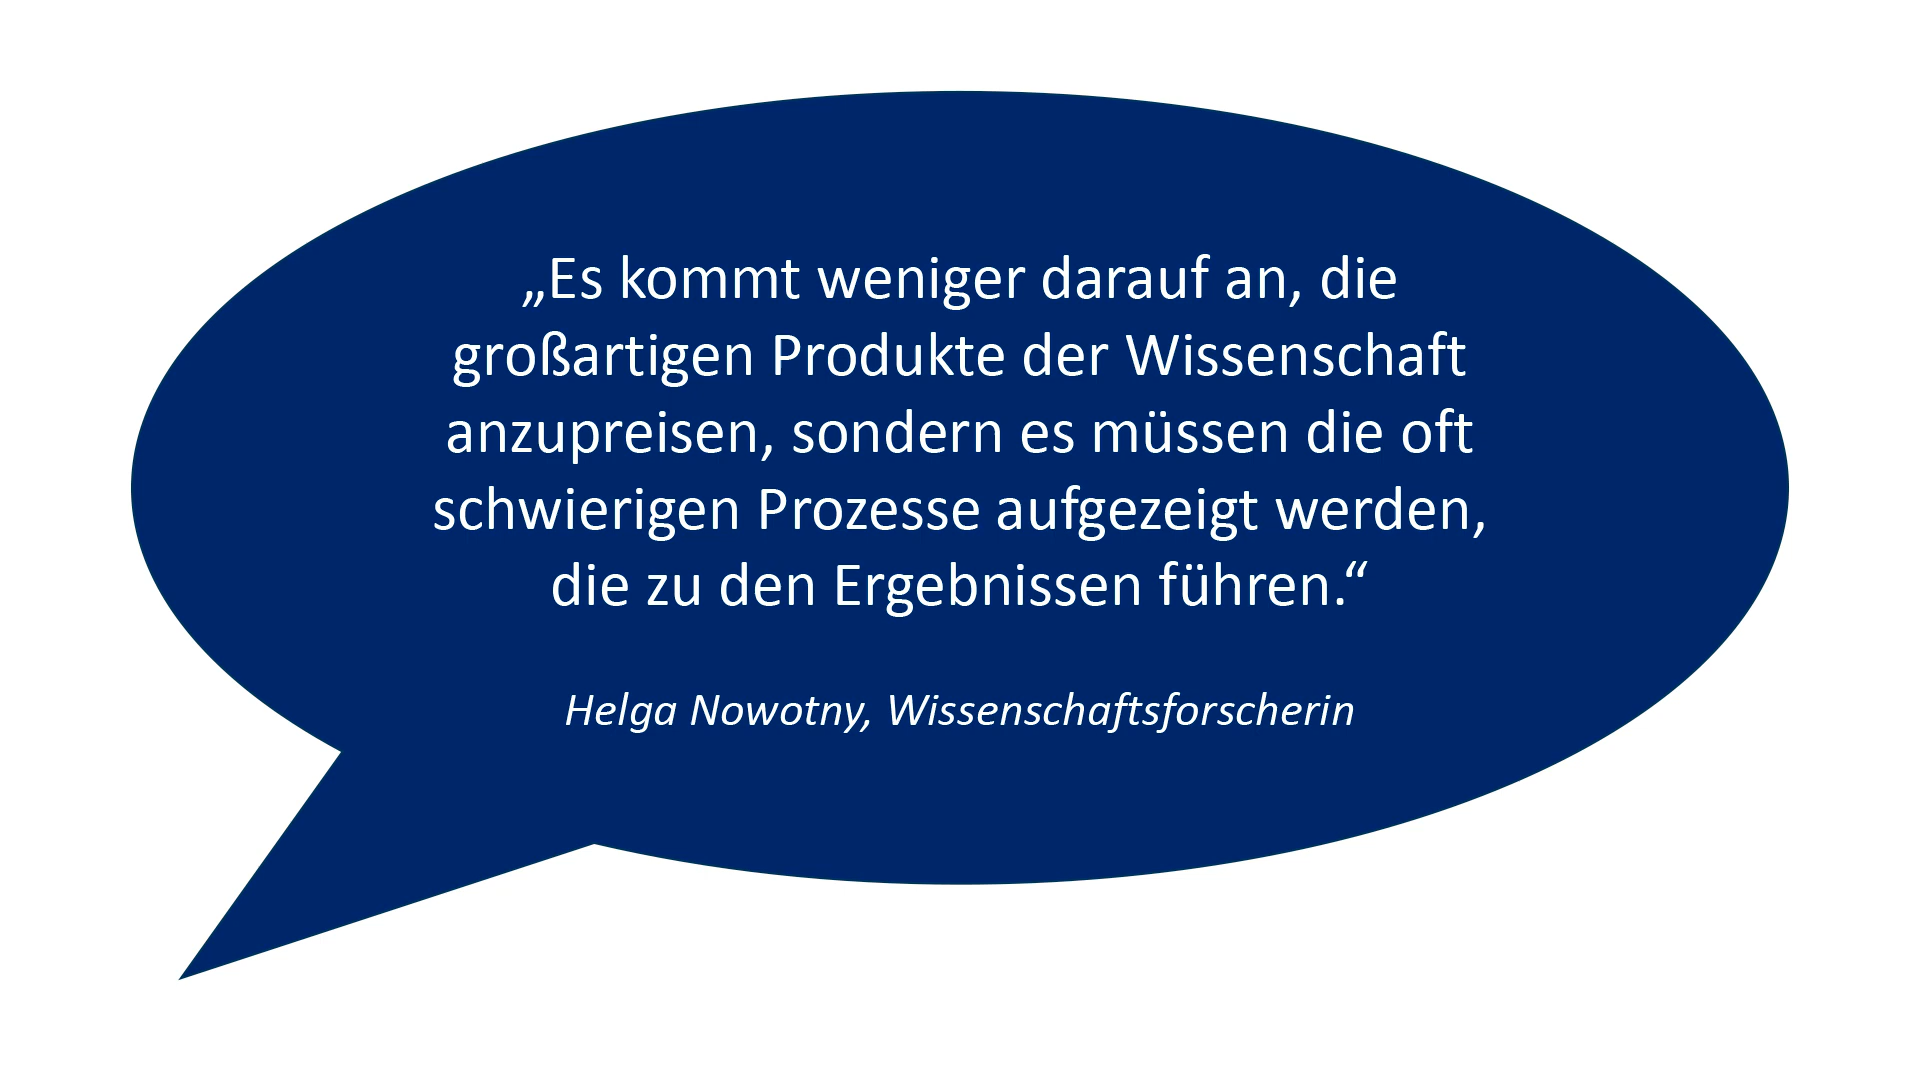 „Es kommt weniger darauf an, die
großartigen Produkte der Wissenschaft
anzupreisen, sondern es müssen die oft
schwierigen Prozesse aufgezeigt werden,
die zu den Ergebnissen führen.“
Helga Nowotny, Wissenschaftsforscherin